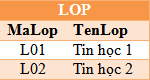 LOP
MaLop TenLop
L01 Tin học 1
L02 Tin học 2